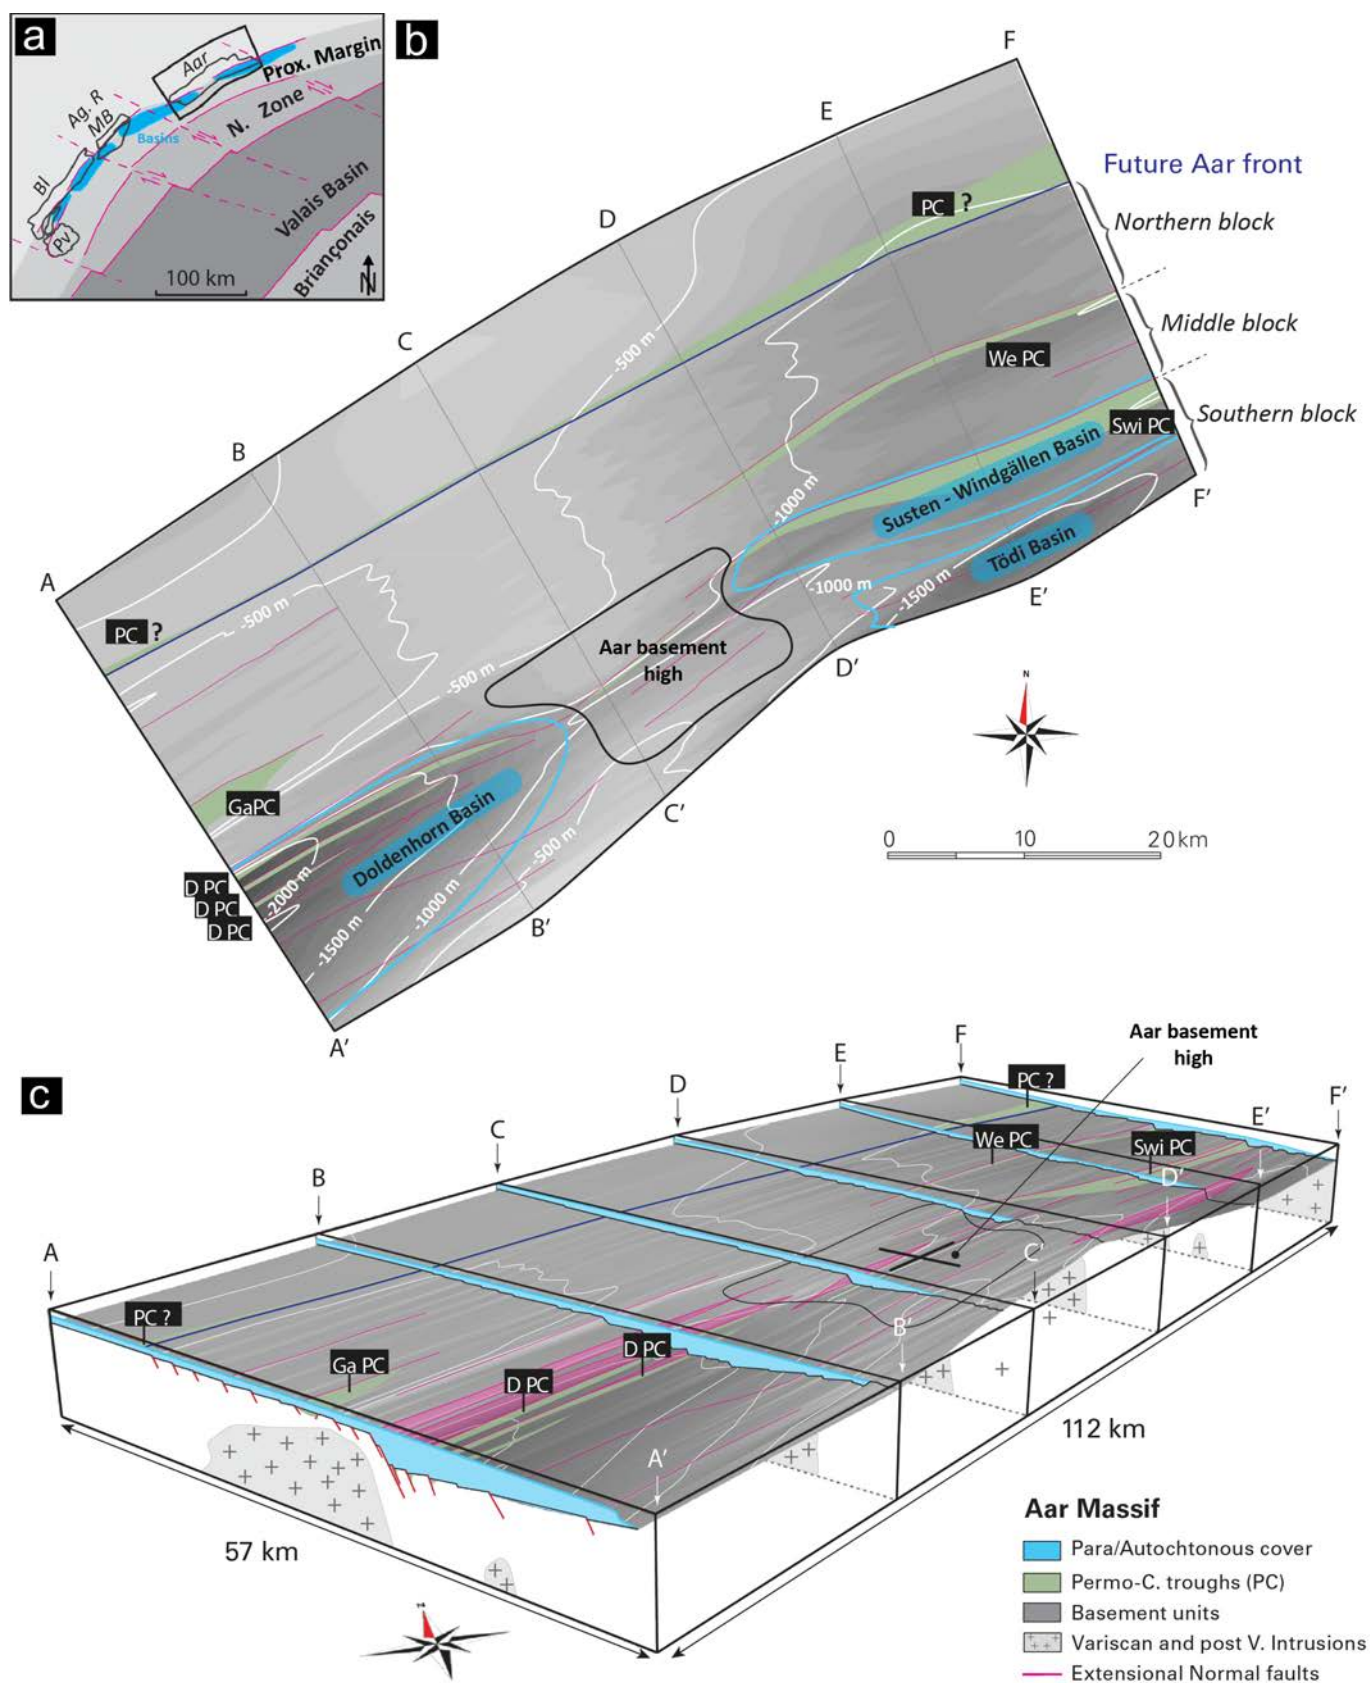 a
Aar
Prox. Margin
Ag. R
MB
N. Zone
Basins
Bl
Valais Basin
Pv
Briançonais
100 km
N
b
F
E
Future Aar front
PC ?
D
Northern block
C
-500 m
Middle block
We PC
Southern block
Swi PC
B
Susten - Windgällen Basin
-1000 m
F'
Tödi Basin
A
-1000 m
-1500 m
E'
-500 m
PC ?
Aar basement
high
D'
-500 m
N
GaPC
C'
Doldenhorn Basin
0 10 20 km
-500 m
D PC
D PC
D PC
-2000 m
-1000 m
-1500 m
B'
A'
c
Aar basement
high
F
E
D
PC ?
F'
E'
C
We PC
Swi PC
D'
B
A
C'
PC ?
B'
D PC
Ga PC
D PC
A'
112 km
57 km
Aar Massif
Para/Autochtonous cover
Permo-C. troughs (PC)
Basement units
Variscan and post V. Intrusions
Extensional Normal faults
N